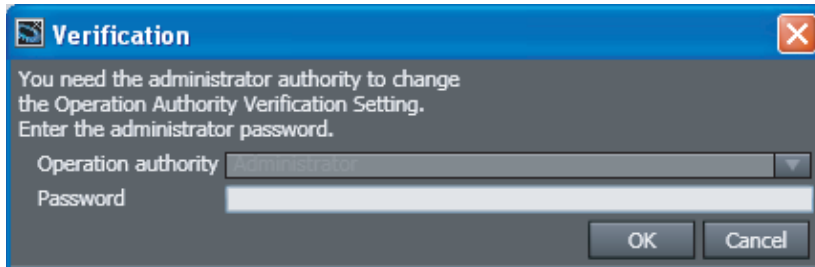 Verification
You need the administrator authority to change
the Operation Authority Verification Setting.
Enter the administrator password.
Operation authority Administrator
Password
OK Cancel